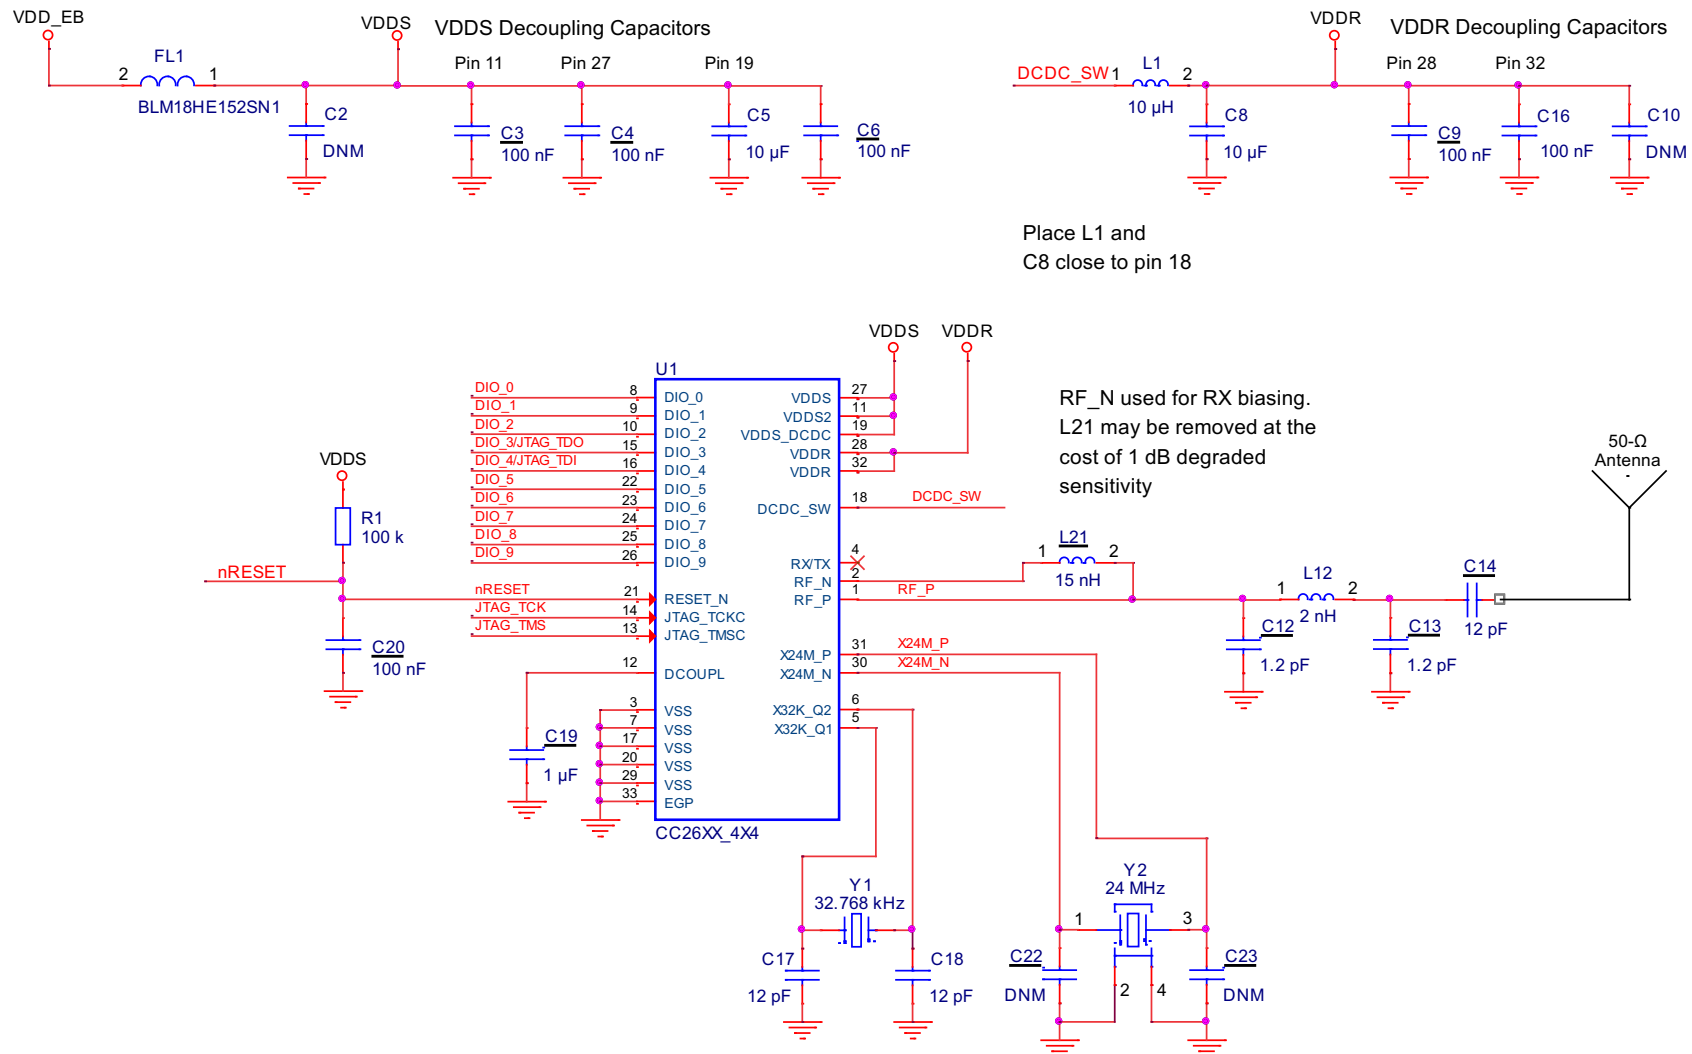 VDD_EB
VDDS
VDDS Decoupling Capacitors
FL1
2
1
BLM18HE152SN1
Pin 11
Pin 27
Pin 19
C2
DNM
C3
100 nF
C4
100 nF
C5
10 µF
C6
100 nF
VDDR
VDDR Decoupling Capacitors
DCDC_SW
1
L1
2
10 µH
Pin 28
Pin 32
C8
10 µF
C9
100 nF
C16
100 nF
C10
DNM
Place L1 and
C8 close to pin 18
VDDS
VDDR
U1
DIO_0
8
DIO_0
DIO_1
9
DIO_1
DIO_2
10
DIO_2
DIO_3/JTAG_TDO
15
DIO_3
DIO_4/JTAG_TDI
16
DIO_4
DIO_5
22
DIO_5
DIO_6
23
DIO_6
DIO_7
24
DIO_7
DIO_8
25
DIO_8
DIO_9
26
DIO_9
nRESET
21
RESET_N
JTAG_TCK
14
JTAG_TCKC
JTAG_TMS
13
JTAG_TMSC
12
DCOUPL
3
VSS
7
VSS
17
VSS
20
VSS
29
VSS
33
EGP
CC26XX_4X4
VDDS
27
VDDS2
11
VDDS_DCDC
19
VDDR
28
VDDR
32
DCDC_SW
18
DCDC_SW
RX/TX
4
RF_N
2
RF_P
1
RF_P
X24M_P
31
X24M_P
X24M_N
30
X24M_N
X32K_Q2
6
X32K_Q1
5
VDDS
R1
100 k
nRESET
C20
100 nF
C19
1 µF
RF_N used for RX biasing.
L21 may be removed at the
cost of 1 dB degraded
sensitivity
1
L21
2
15 nH
50-Ω
Antenna
1
L12
2
2 nH
C14
12 pF
C12
1.2 pF
C13
1.2 pF
Y1
32.768 kHz
C17
12 pF
C18
12 pF
Y2
24 MHz
1
3
2
4
C22
DNM
C23
DNM